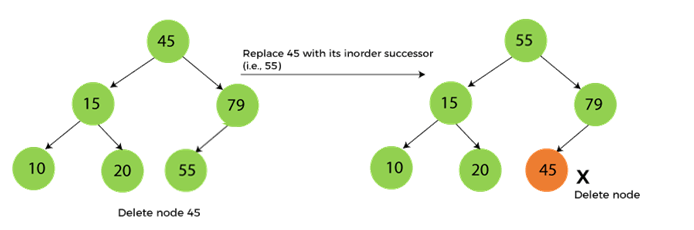 45
15
79
10
20
55
Delete node 45
Replace 45 with its inorder successor
(i.e., 55)
55
15
79
10
20
45
X
Delete node